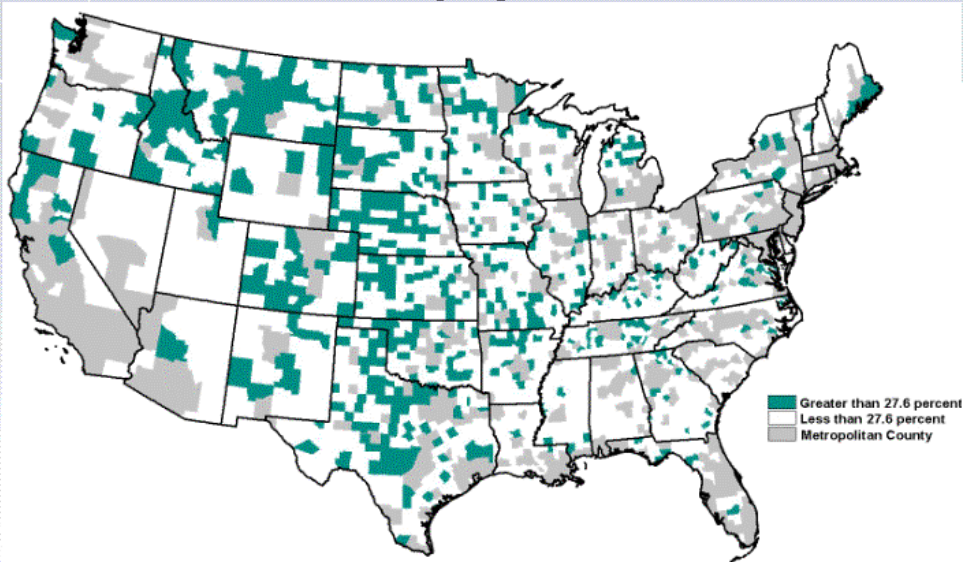 Greater than 27.6 percent
Less than 27.6 percent
Metropolitan County